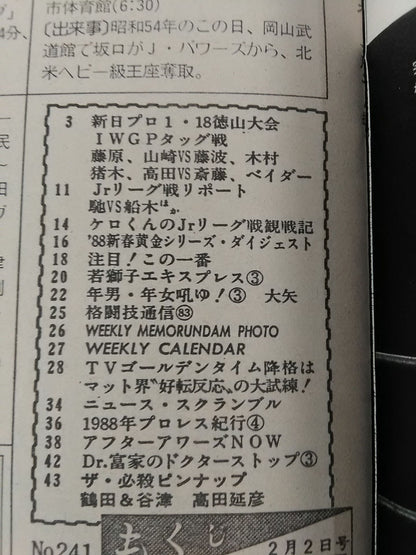 市体育館(6:30)
4分、
〔出来事〕昭和54年のこの日、岡山武
道館で坂口がJ・パワーズから、北
米ヘビー級王座奪取。
3 新日プロ1・18徳山大会
IWGPタッグ戦
藤原、山崎VS藤波、木村
猪木、高田VS斎藤、ベイダー
11 Jrリーグ戦リポート
馳VS船木ほか
14 ケロくんのJrリーグ戦観戦記
16 '88新春黄金シリーズ・ダイジェスト
18 注目!この一番
20 若獅子エキスプレス③
22 年男・年女吼ゆ!③ 大矢
25 格闘技通信83
26 WEEKLY MEMORUNDAM PHOTO
27 WEEKLY CALENDAR
28 TVゴールデンタイム降格は
マット界〝好転反応〟の大試練!
34 ニュース・スクランブル
36 1988年プロレス紀行④
38 アフターアワーズNOW
42 Dr.富家のドクターストップ③
43 ザ・必殺ピンナップ
鶴田&谷津 高田延彦
No.241 もくじ 2月2日号